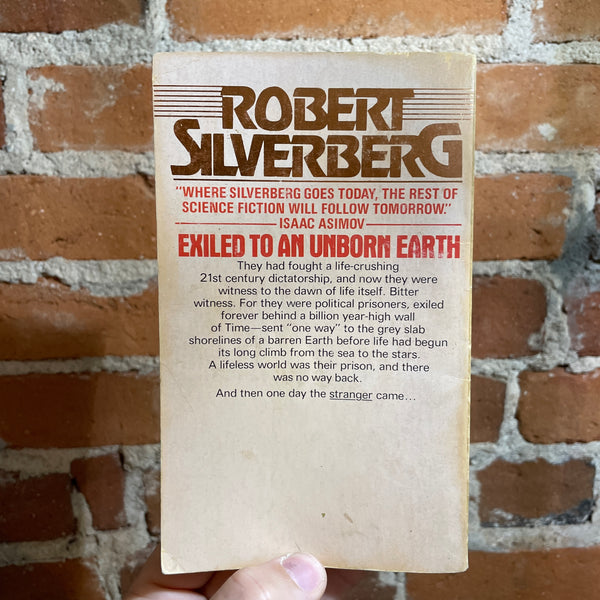 ROBERT
SILVERBERG
"WHERE SILVERBERG GOES TODAY, THE REST OF
SCIENCE FICTION WILL FOLLOW TOMORROW."
ISAAC ASIMOV
EXILED TO AN UNBORN EARTH
They had fought a life-crushing
21st century dictatorship, and now they were
witness to the dawn of life itself. Bitter
witness. For they were political prisoners, exiled
forever behind a billion year-high wall
of Time—sent "one way" to the grey slab
shorelines of a barren Earth before life had begun
its long climb from the sea to the stars.
A lifeless world was their prison, and there
was no way back.
And then one day the stranger came...